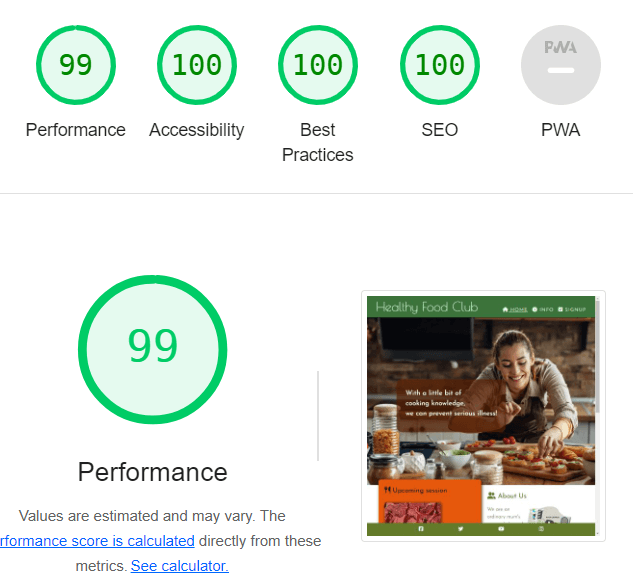 99 100 100 100 PWA
Performance Accessibility Best Practices SEO PWA
99
Performance
Values are estimated and may vary. The
rformance score is calculated directly from these
metrics. See calculator.
Healthy Food Club HOME INFO SIGNUP
With a little bit of
cooking knowledge,
we can prevent serious illness!
Upcoming session
About Us
We are an
ordinary mum's